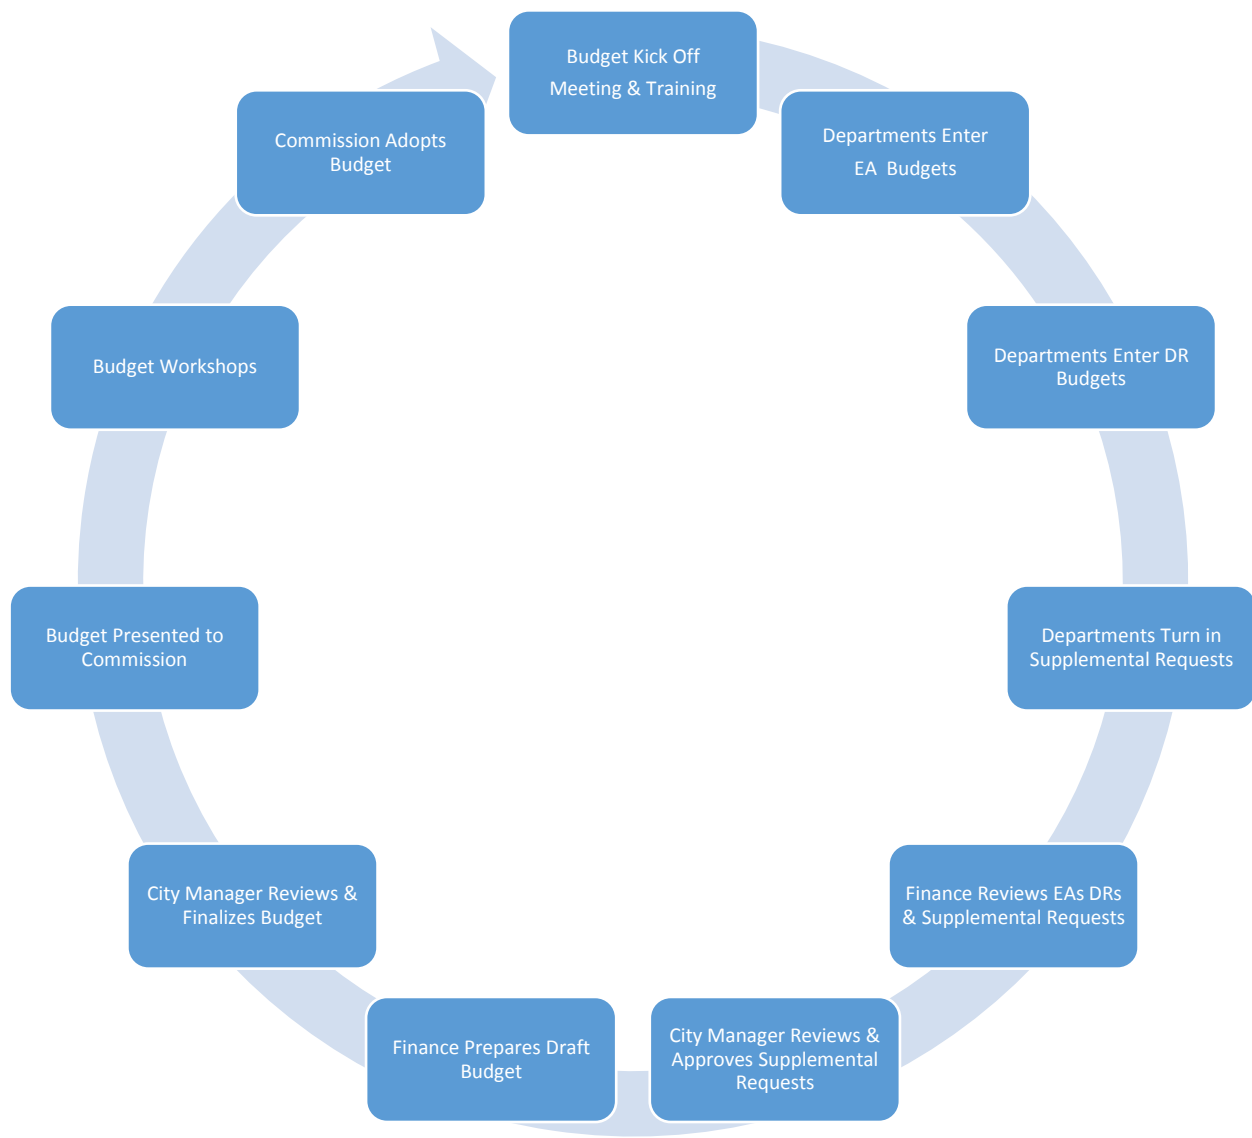 Budget Kick Off
Meeting & Training
Departments Enter
EA  Budgets
Departments Enter DR
Budgets
Departments Turn in
Supplemental Requests
Finance Reviews EAs DRs
& Supplemental Requests
City Manager Reviews &
Approves Supplemental
Requests
Finance Prepares Draft
Budget
City Manager Reviews &
Finalizes Budget
Budget Presented to
Commission
Budget Workshops
Commission Adopts
Budget